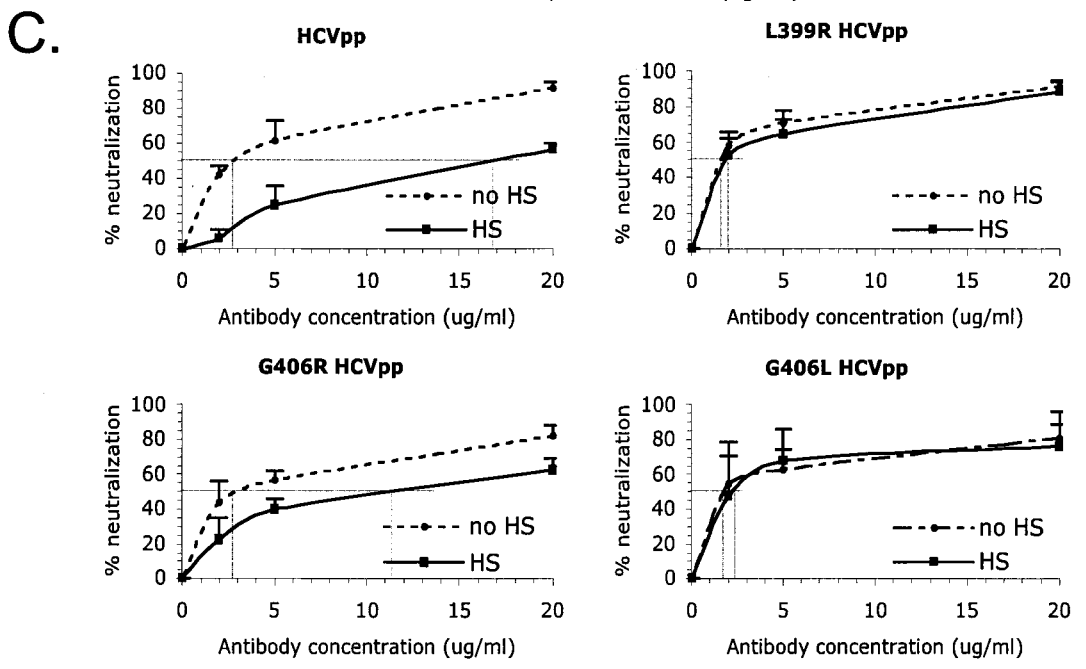 C.
HCVpp
% neutralization
100
80
60
40
20
0
no HS
HS
0 5 10 15 20
Antibody concentration (ug/ml)
L399R HCVpp
% neutralization
100
80
60
40
20
0
no HS
HS
0 5 10 15 20
Antibody concentration (ug/ml)
G406R HCVpp
% neutralization
100
80
60
40
20
0
no HS
HS
0 5 10 15 20
Antibody concentration (ug/ml)
G406L HCVpp
% neutralization
100
80
60
40
20
0
no HS
HS
0 5 10 15 20
Antibody concentration (ug/ml)